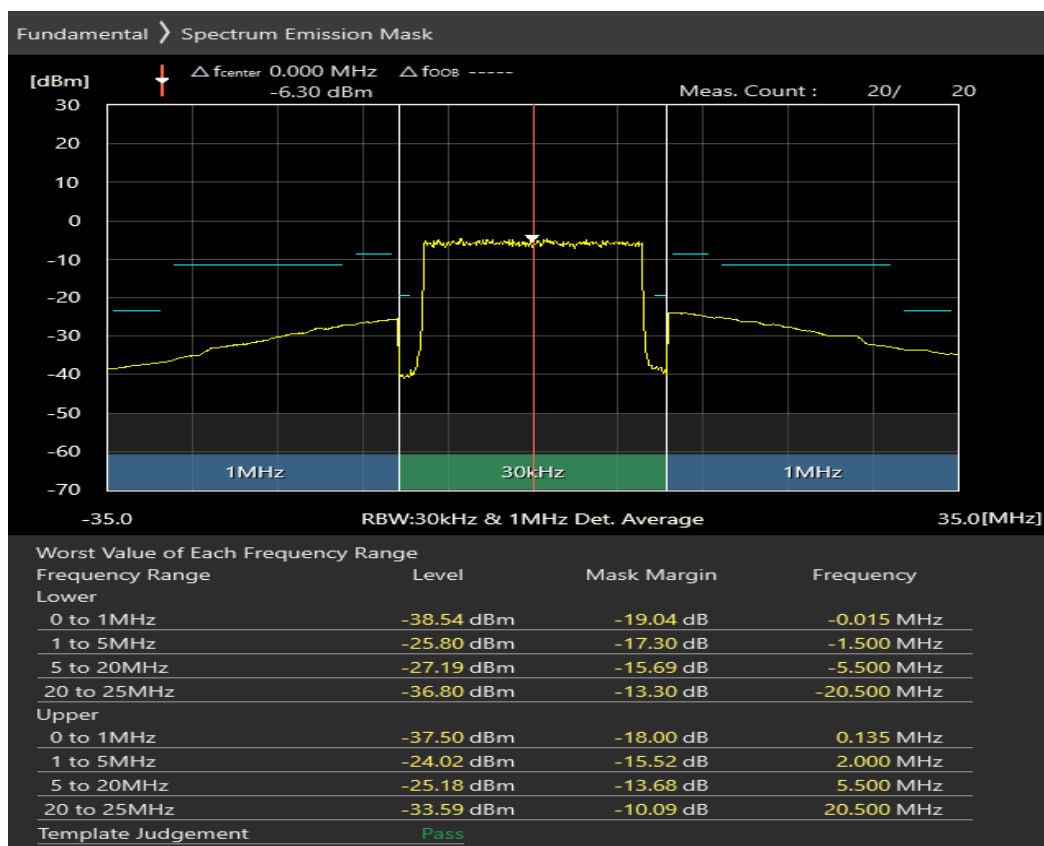 Fundamental ❯ Spectrum Emission Mask
[dBm]
△ fcenter 0.000 MHz △ fOOB -----
-6.30 dBm
Meas. Count : 20/ 20
30
20
10
0
-10
-20
-30
-40
-50
-60
-70
1MHz 30kHz 1MHz
-35.0 RBW:30kHz & 1MHz Det. Average 35.0[MHz]
Worst Value of Each Frequency Range
Frequency Range Level Mask Margin Frequency
Lower
0 to 1MHz -38.54 dBm -19.04 dB -0.015 MHz
1 to 5MHz -25.80 dBm -17.30 dB -1.500 MHz
5 to 20MHz -27.19 dBm -15.69 dB -5.500 MHz
20 to 25MHz -36.80 dBm -13.30 dB -20.500 MHz
Upper
0 to 1MHz -37.50 dBm -18.00 dB 0.135 MHz
1 to 5MHz -24.02 dBm -15.52 dB 2.000 MHz
5 to 20MHz -25.18 dBm -13.68 dB 5.500 MHz
20 to 25MHz -33.59 dBm -10.09 dB 20.500 MHz
Template Judgement Pass